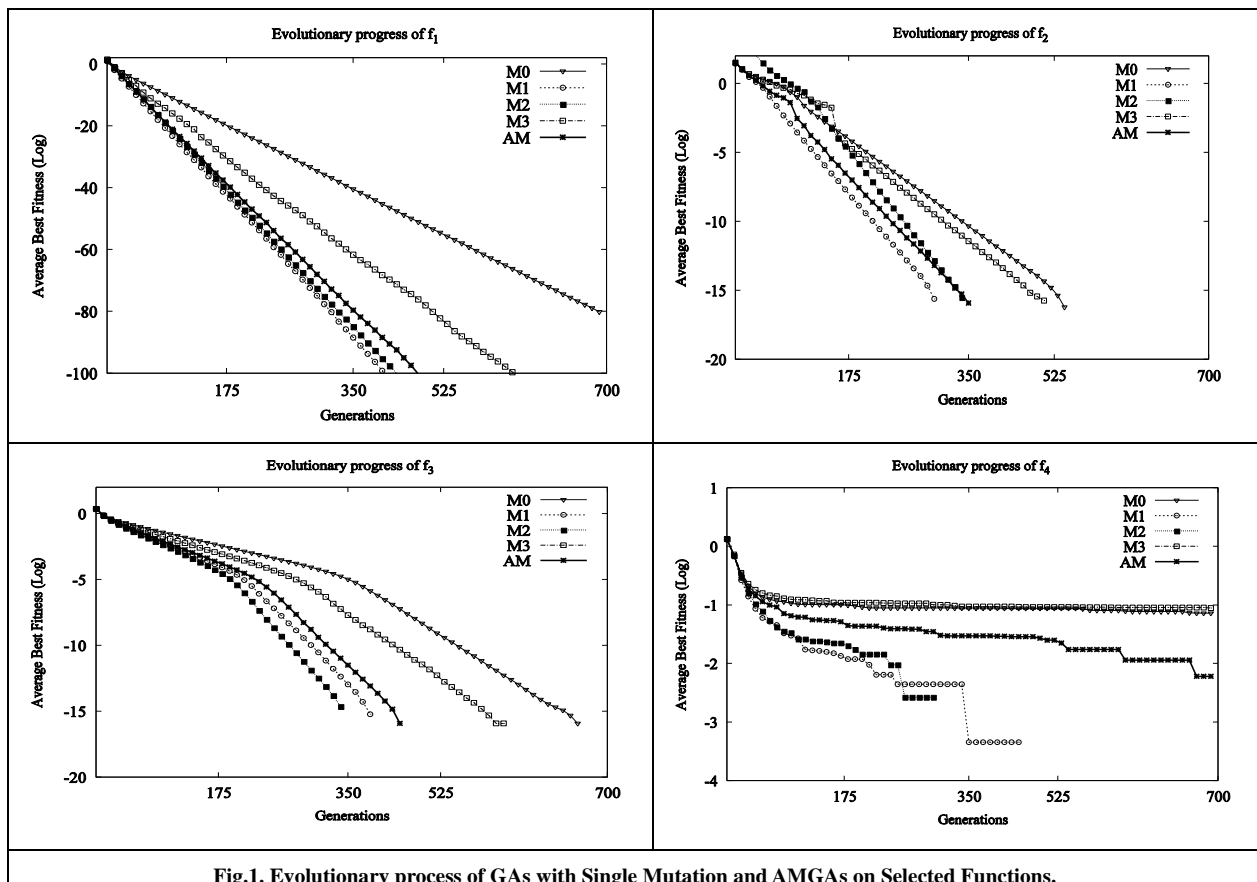 Evolutionary progress of f1
Average Best Fitness (Log)
0
-20
-40
-60
-80
-100
175
350
525
700
Generations
M0
M1
M2
M3
AM
Evolutionary progress of f2
Average Best Fitness (Log)
0
-5
-10
-15
-20
175
350
525
700
Generations
M0
M1
M2
M3
AM
Evolutionary progress of f3
Average Best Fitness (Log)
0
-5
-10
-15
-20
175
350
525
700
Generations
M0
M1
M2
M3
AM
Evolutionary progress of f4
Average Best Fitness (Log)
1
0
-1
-2
-3
-4
175
350
525
700
Generations
M0
M1
M2
M3
AM
Fig.1. Evolutionary process of GAs with Single Mutation and AMGAs on Selected Functions.